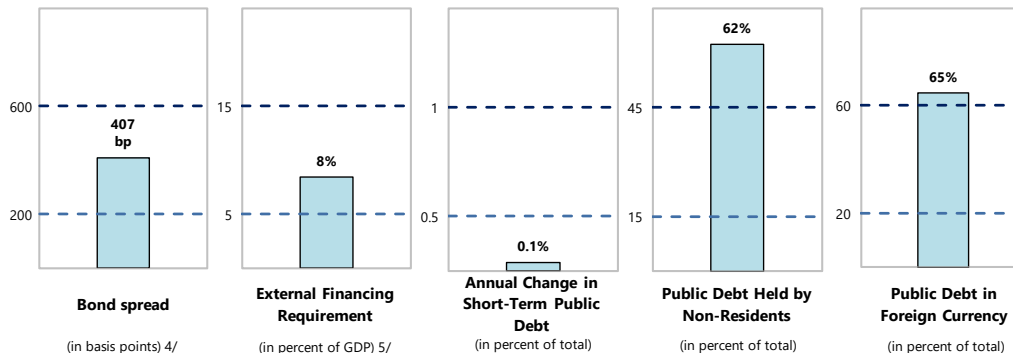 62%
65%
600
15
1
45
60
407
bp
8%
200
5
0.5
15
20
0.1%
Bond spread
(in basis points) 4/
External Financing
Requirement
(in percent of GDP) 5/
Annual Change in
Short-Term Public
Debt
(in percent of total)
Public Debt Held by
Non-Residents
(in percent of total)
Public Debt in
Foreign Currency
(in percent of total)